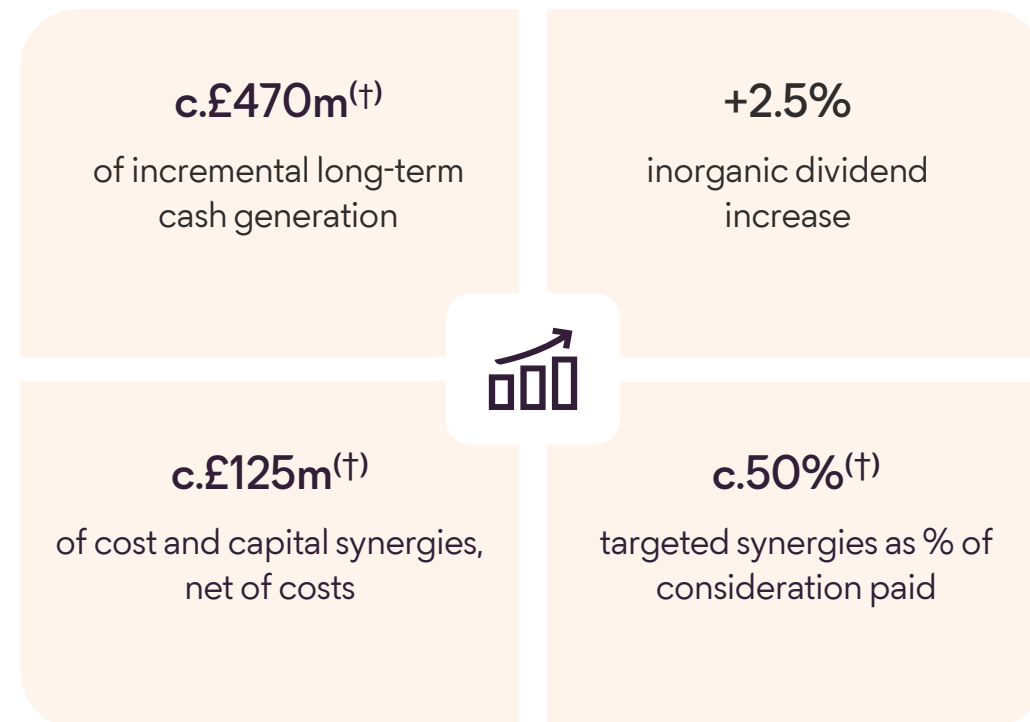 c.£470m(†)
of incremental long-term
cash generation
+2.5%
inorganic dividend
increase
c.£125m(†)
of cost and capital synergies,
net of costs
c.50%(†)
targeted synergies as % of
consideration paid